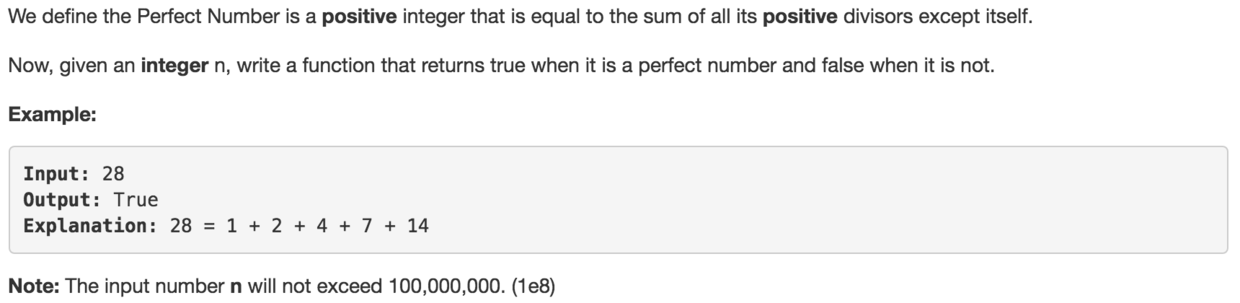 We define the Perfect Number is a positive integer that is equal to the sum of all its positive divisors except itself.
Now, given an integer n, write a function that returns true when it is a perfect number and false when it is not.
Example:
Input: 28
Output: True
Explanation: 28 = 1 + 2 + 4 + 7 + 14
Note: The input number n will not exceed 100,000,000. (1e8)